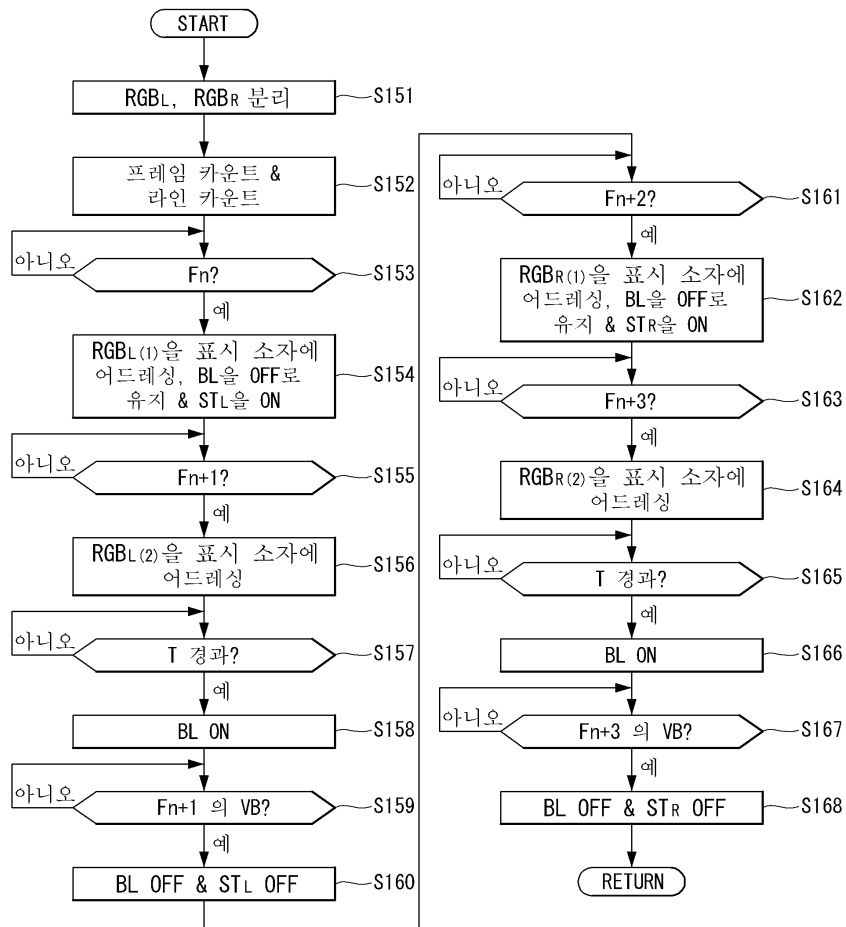 START
RGBL, RGBR 분리
S151
프레임 카운트 &
라인 카운트
S152
아니오
Fn?
S153
예
RGBL(1)을 표시 소자에
어드레싱, BL을 OFF로
유지 & STL을 ON
S154
아니오
Fn+1?
S155
예
RGBL(2)을 표시 소자에
어드레싱
S156
아니오
T 경과?
S157
예
BL ON
S158
아니오
Fn+1 의 VB?
S159
예
BL OFF & STL OFF
S160
아니오
Fn+2?
S161
예
RGBR(1)을 표시 소자에
어드레싱, BL을 OFF로
유지 & STR을 ON
S162
아니오
Fn+3?
S163
예
RGBR(2)을 표시 소자에
어드레싱
S164
아니오
T 경과?
S165
예
BL ON
S166
아니오
Fn+3 의 VB?
S167
예
BL OFF & STR OFF
S168
RETURN